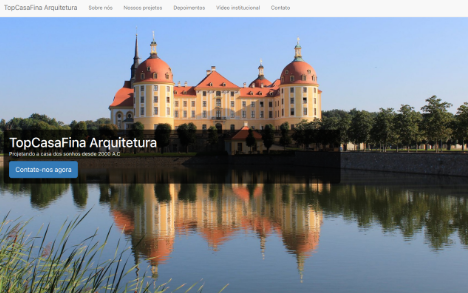 TopCasaFina Arquitetura Sobre nós Nossos projetos Depoimentos Vídeo institucional Contato
TopCasaFina Arquitetura
Projetando a casa dos sonhos desde 2000 A.C
Contate-nos agora